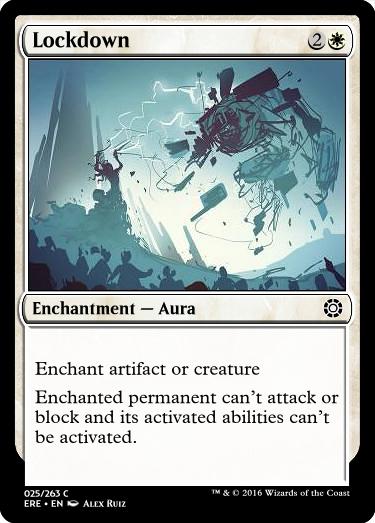 Lockdown 2
Enchantment — Aura
Enchant artifact or creature
Enchanted permanent can't attack or
block and its activated abilities can't
be activated.
025/263 C
ERE • EN Alex Ruiz
™ & © 2016 Wizards of the Coast